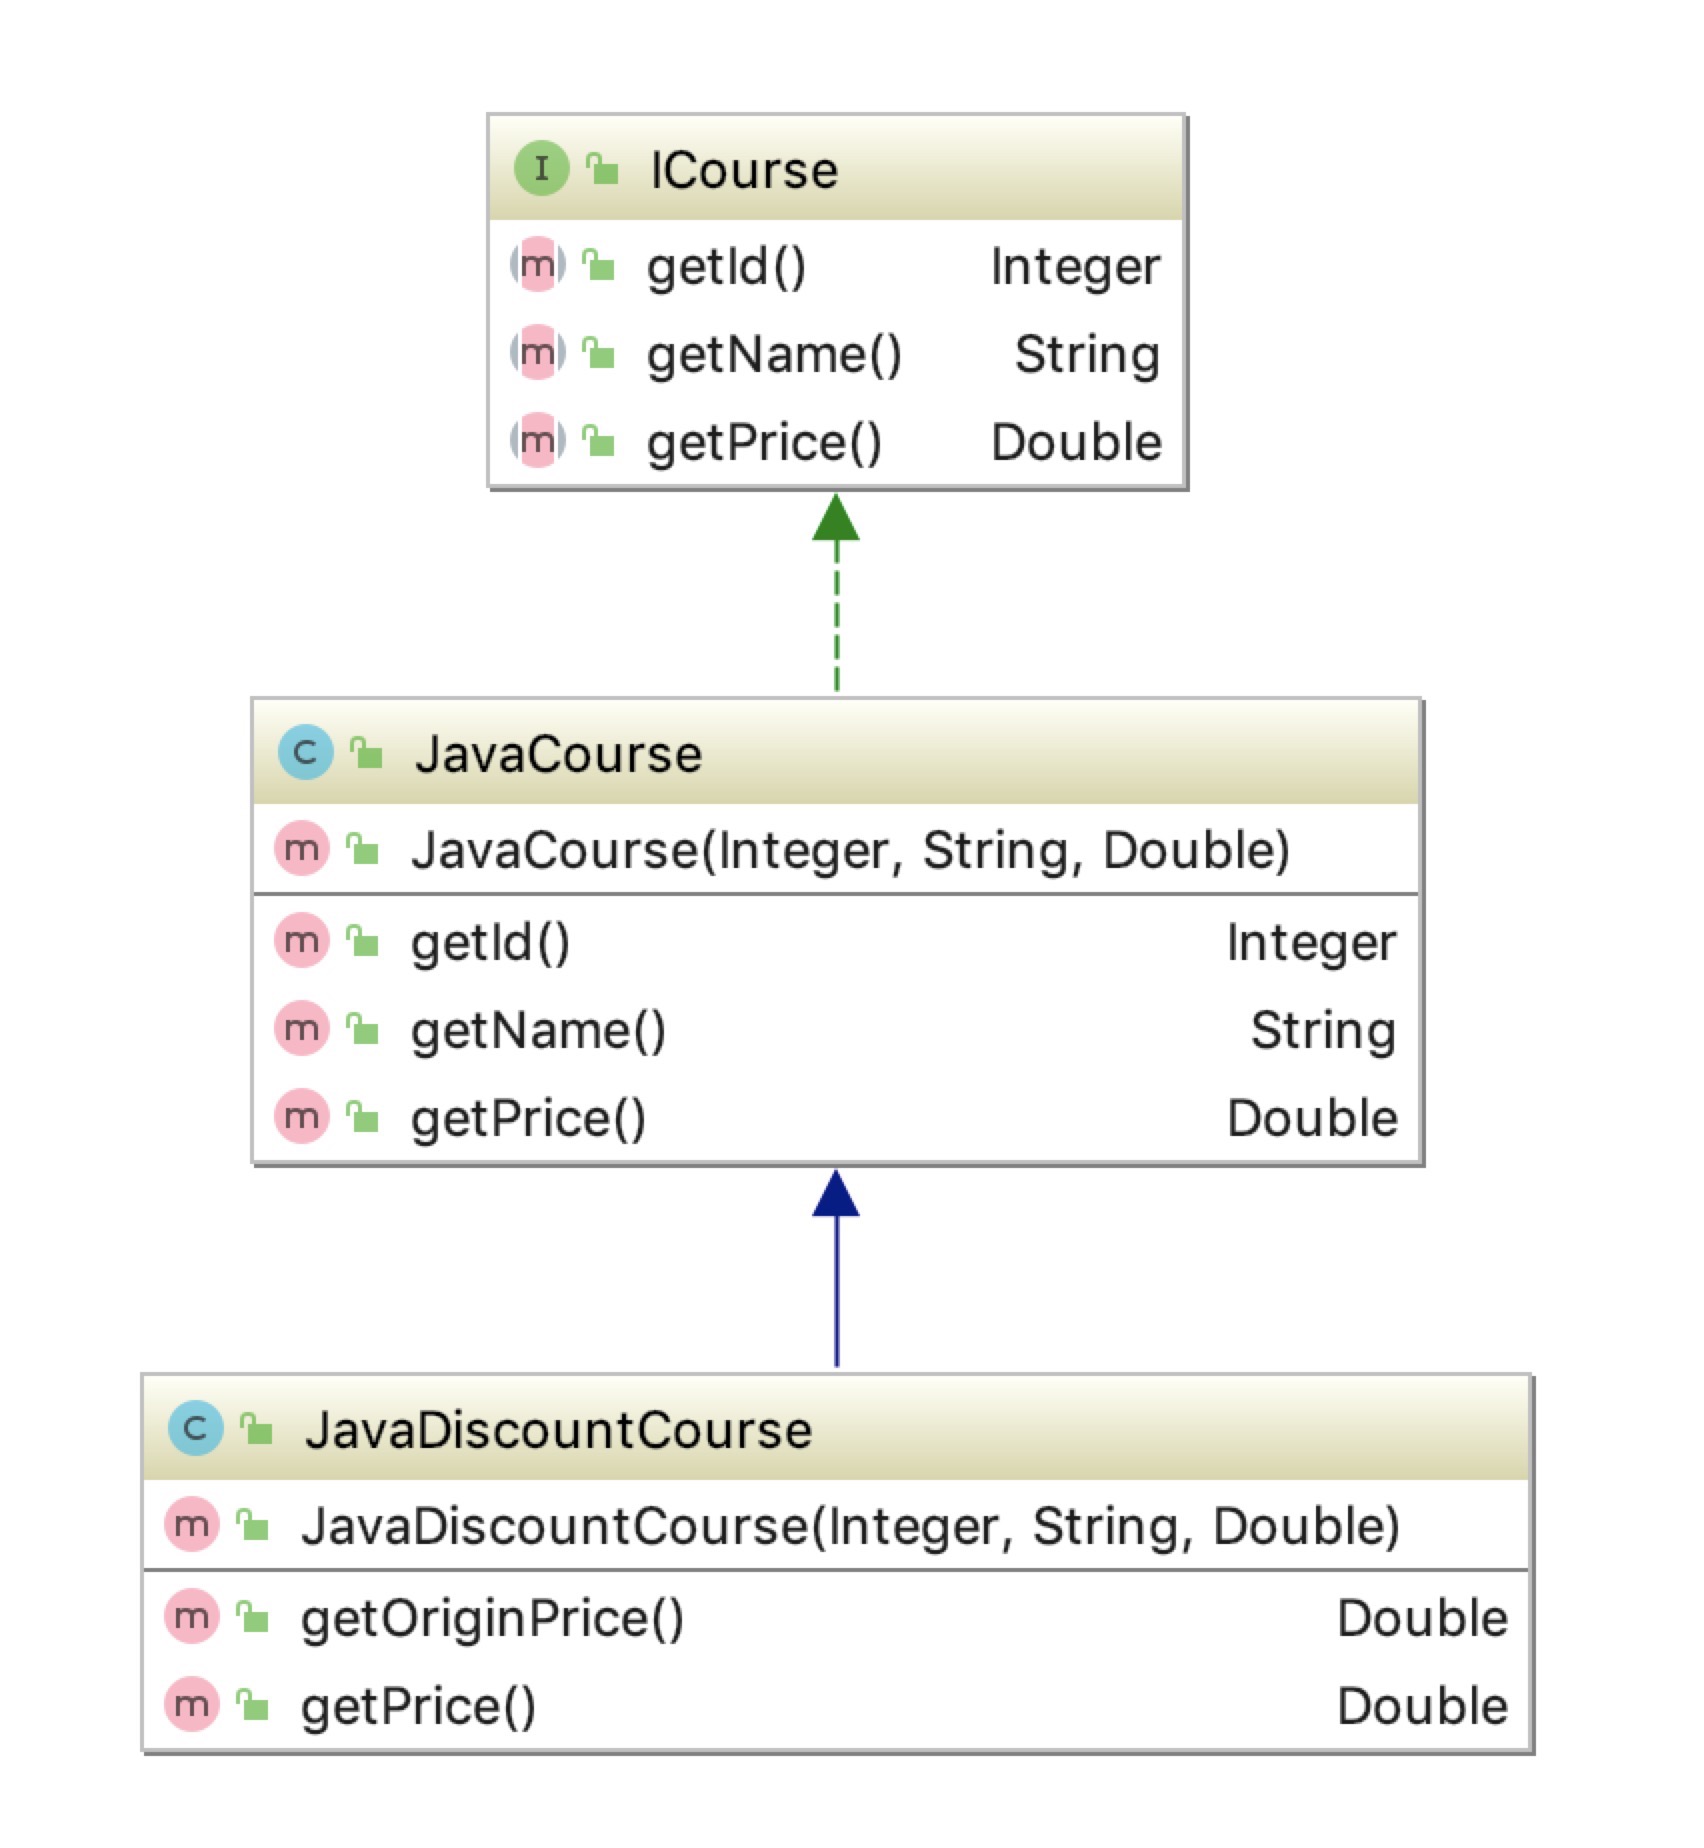 I ICourse
m getId() Integer
m getName() String
m getPrice() Double
C JavaCourse
m JavaCourse(Integer, String, Double)
m getId() Integer
m getName() String
m getPrice() Double
C JavaDiscountCourse
m JavaDiscountCourse(Integer, String, Double)
m getOriginPrice() Double
m getPrice() Double